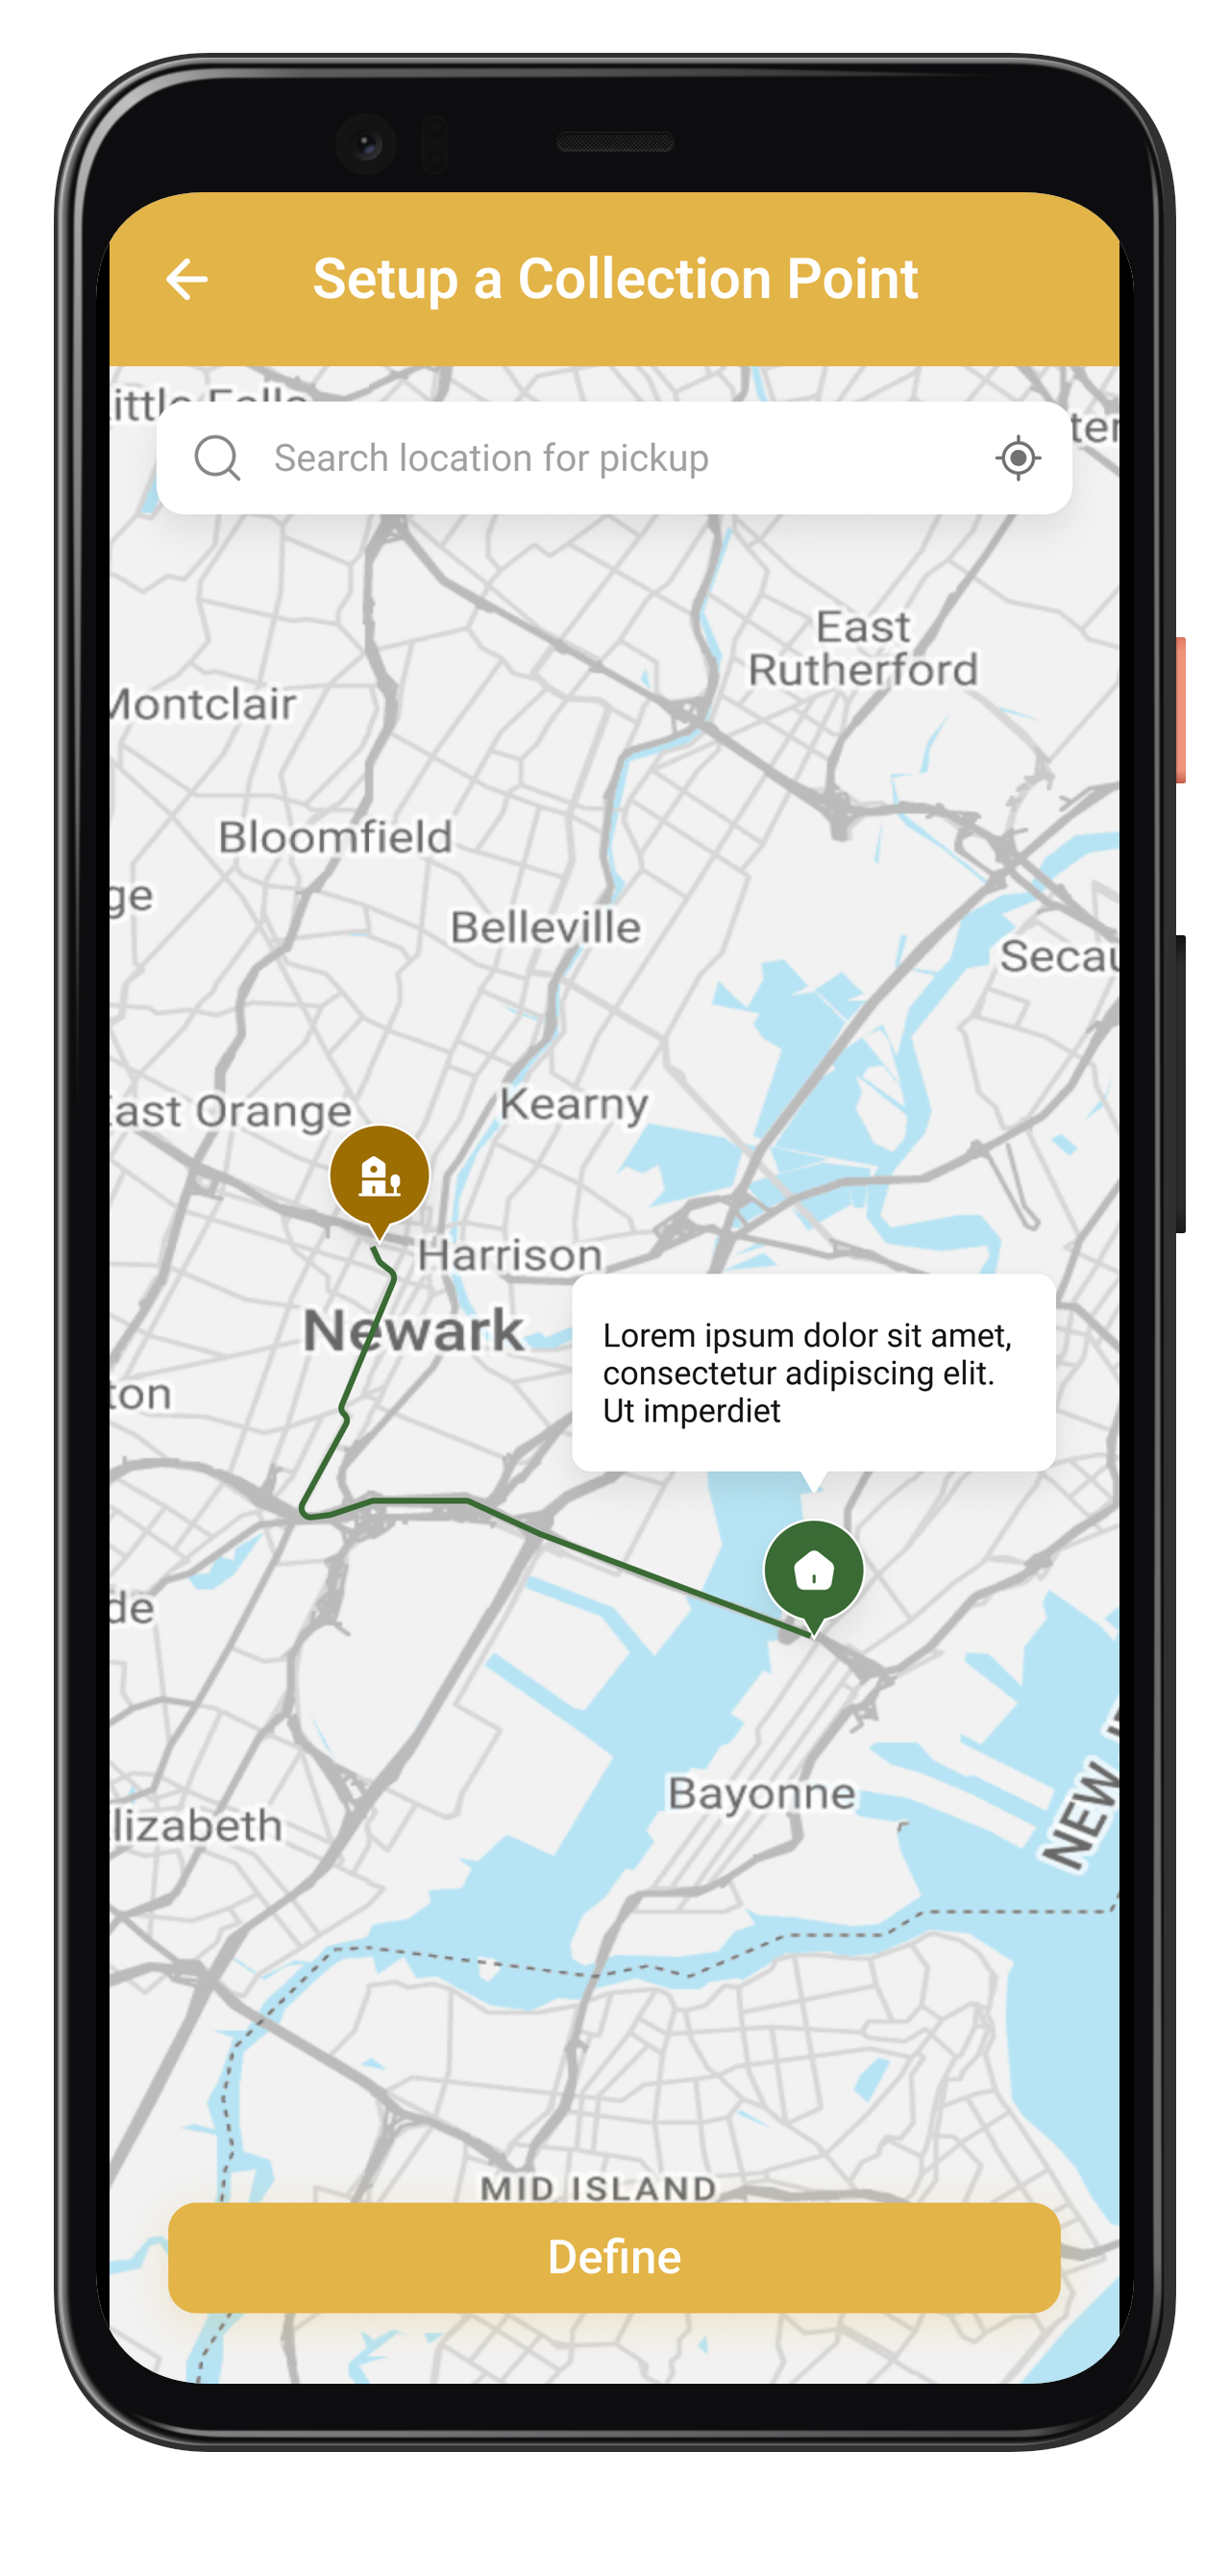 Setup a Collection Point
Little Falls
Search location for pickup
East
Rutherford
Montclair
Bloomfield
ge
Belleville
Secau
Kearny
East Orange
Harrison
Newark
Lorem ipsum dolor sit amet,
consectetur adipiscing elit.
Ut imperdiet
ton
de
Bayonne
lizabeth
NEW
MID ISLAND
Define